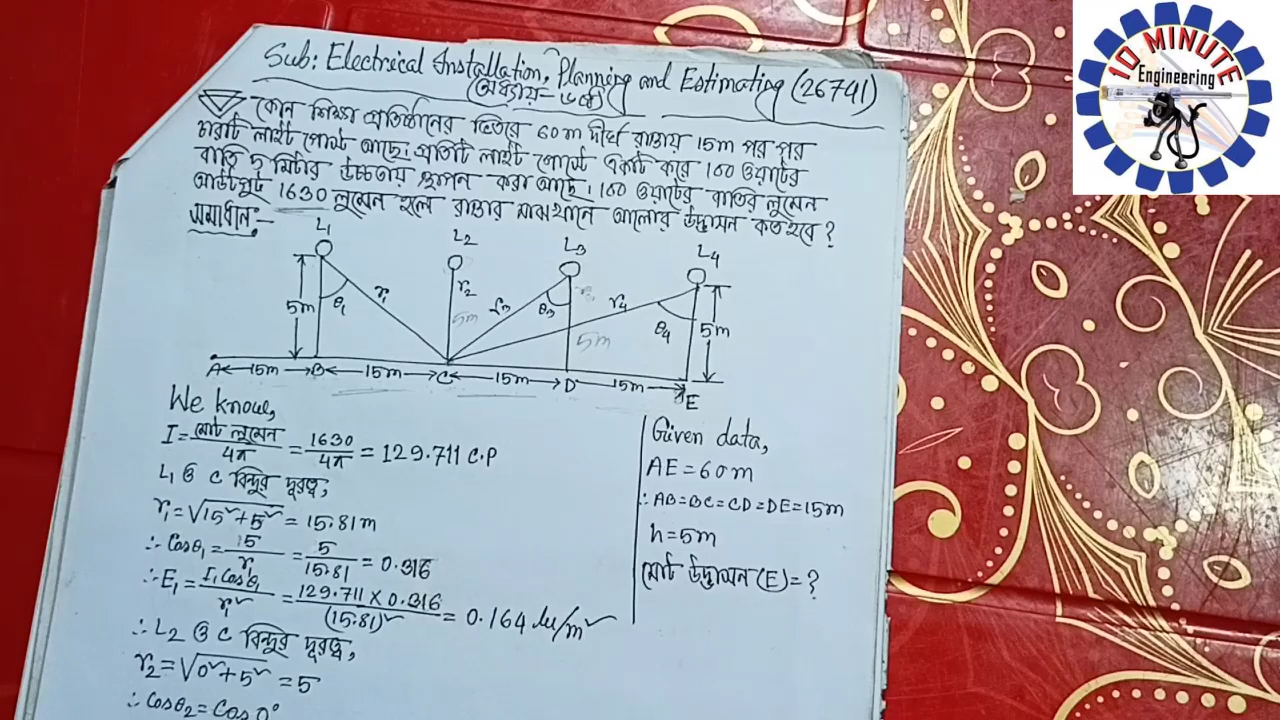 Sub: Electrical Installation, Planning and Estimating (26741)
(অধ্যায়- ৬ষ্ঠ)
কোন শিক্ষা প্রতিষ্ঠানের ভিতরে 60m দীর্ঘ রাস্তায় 15m পর পর
চারটি লাইট পোস্ট আছে। প্রতিটি লাইট পোস্টে একটি করে 100 ওয়াটের
বাতি ৫ মিটার উচ্চতায় স্থাপন করা আছে। 100 ওয়াটের বাতির লুমেন
আউটপুট 1630 লুমেন হলে রাস্তার মাঝখানে আলোর উদ্ভাসন কত হবে?
সমাধান:-
L₁ L₂ L₃ L₄
5m θ₁ r₁ r₂ 5m r₃ θ₃ 5m r₄ θ₄ 5m
A 15m B 15m C 15m D 15m E
We know,
I = মোট লুমেন/4π = 1630/4π = 129.711 C.P
L₁ ও C বিন্দুর দূরত্ব,
r₁ = √15²+5² = 15.81m
∴ Cosθ₁ = 5/r₁ = 5/15.81 = 0.316
∴ E₁ = I₁ Cosθ₁/r₁² = 129.711 × 0.316/(15.81)² = 0.164 lu/m²
∴ L₂ ও C বিন্দুর দূরত্ব,
r₂ = √0²+5² = 5
∴ Cosθ₂ = Cos0°
Given data,
AE = 60m
∴ AB = BC = CD = DE = 15m
h = 5m
মোট উদ্ভাসন (E) = ?
10 MINUTE
Engineering